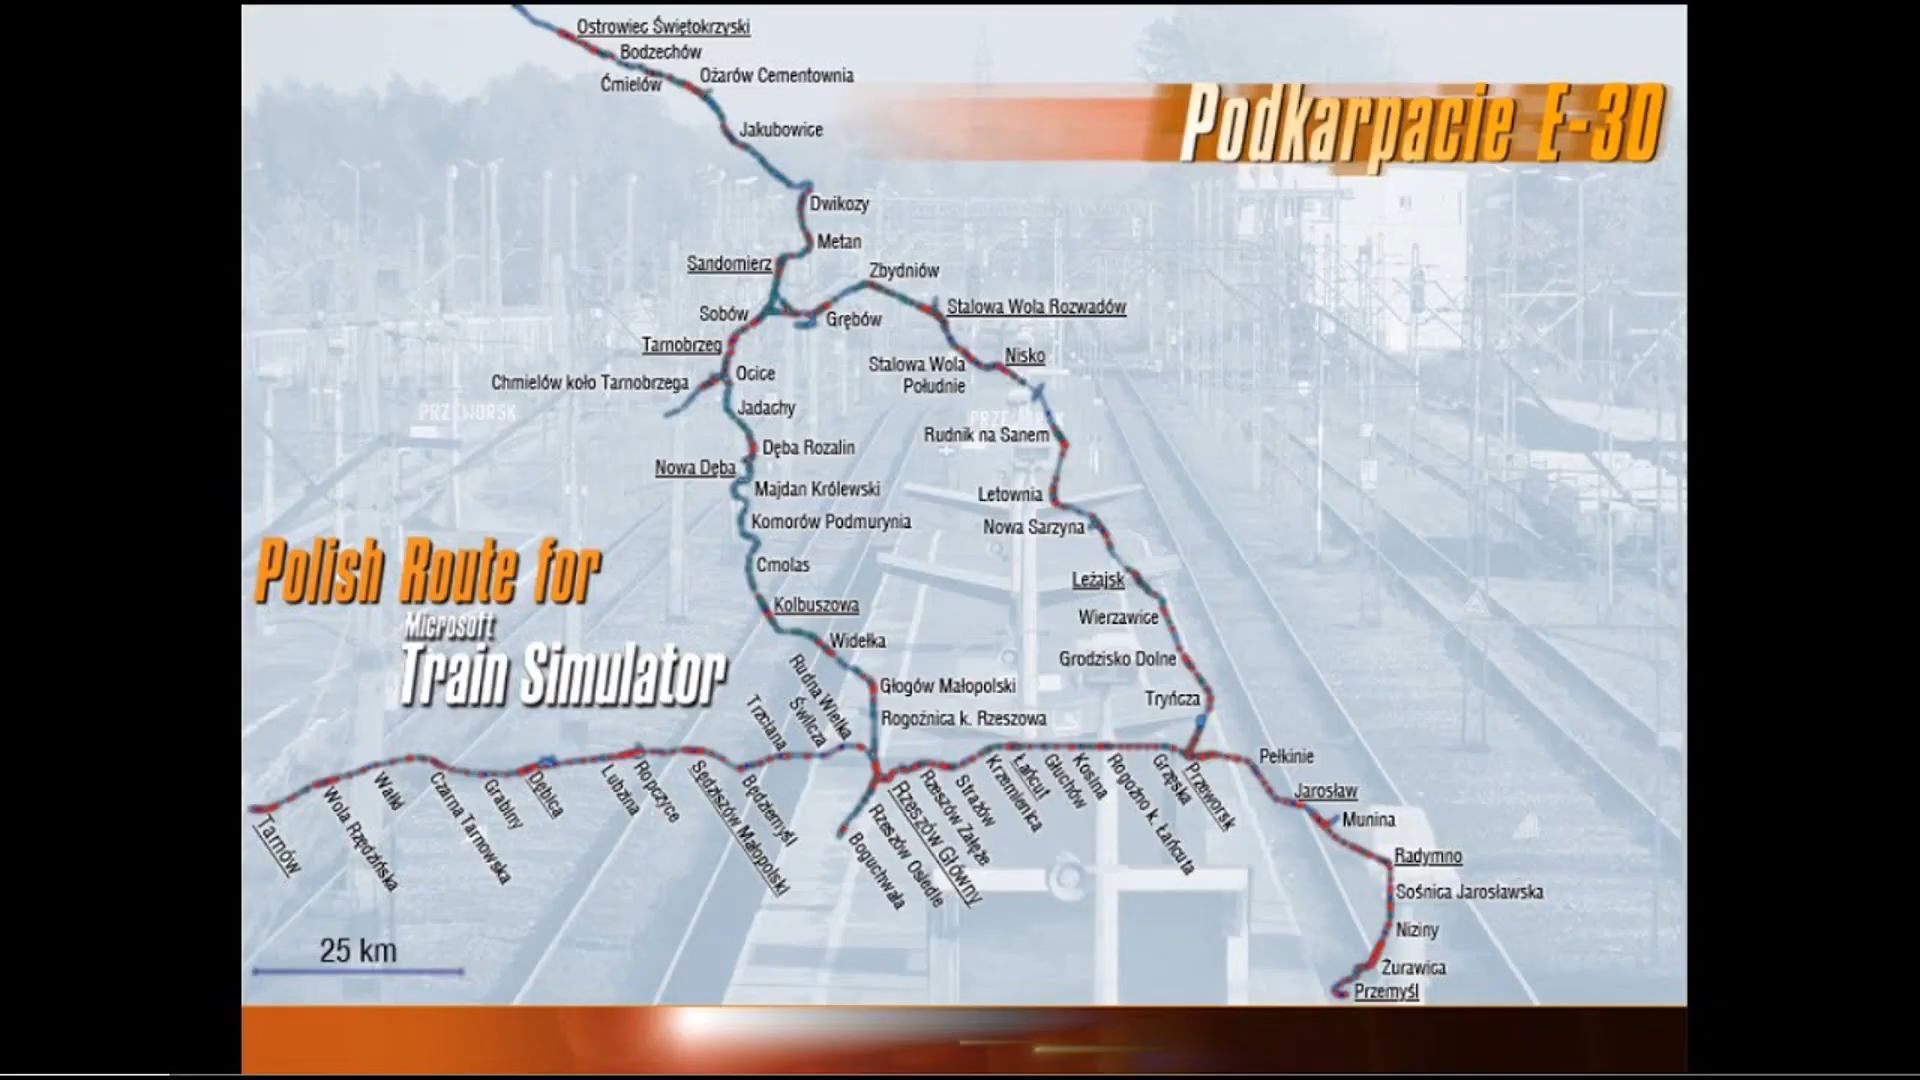 Ostrowiec Świętokrzyski
Bodzechów
Ćmielów
Ożarów Cementownia
Podkarpacie E-30
Jakubowice
Dwikozy
Metan
Sandomierz
Zbydniów
Sobów
Grębów
Stalowa Wola Rozwadów
Tarnobrzeg
Nisko
Stalowa Wola
Południe
Ocice
Chmielów koło Tarnobrzega
Jadachy
PRZEWORSK
PRZEWORSK
Rudnik na Sanem
Dęba Rozalin
Nowa Dęba
Majdan Królewski
Letownia
Komorów Podmurynia
Nowa Sarzyna
Polish Route for
Microsoft
Train Simulator
Cmolas
Leżajsk
Kolbuszowa
Wierzawice
Widełka
Grodzisko Dolne
Głogów Małopolski
Tryńcza
Rogoźnica k. Rzeszowa
Tarnów
Wola Rzędzińska
Wałki
Czarna Tarnowska
Grabiny
Dębica
Lubzina
Ropczyce
Sędziszów Małopolski
Będziemyśl
Trzciana
Świlcza
Rudna Wielka
Boguchwała
Rzeszów Osiedle
Rzeszów Główny
Rzeszów Załęże
Strażów
Krzemienica
Łańcut
Głuchów
Kosina
Rogoźno k. Łańcuta
Grzęska
Przeworsk
Pełkinie
Jarosław
Munina
Radymno
Sośnica Jarosławska
Niziny
Żurawica
Przemyśl
25 km